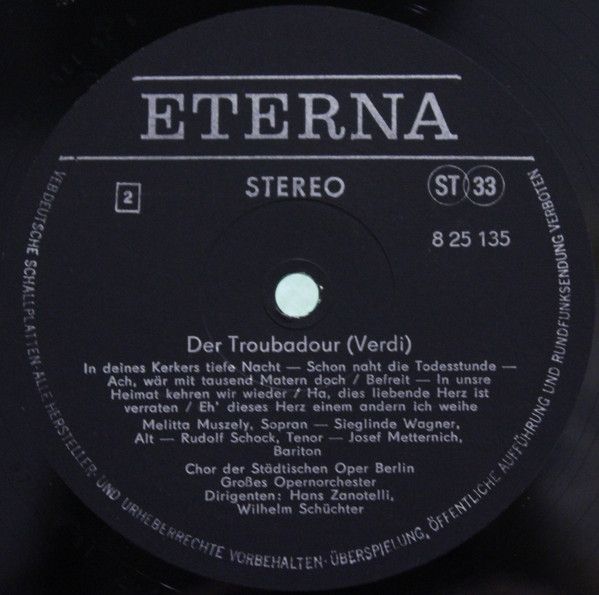 ETERNA
2
STEREO
ST 33
8 25 135
Der Troubadour (Verdi)
In deines Kerkers tiefe Nacht — Schon naht die Todesstunde —
Ach, wär mit tausend Matern doch / Befreit — In unsre
Heimat kehren wir wieder / Ha, dies liebende Herz ist
verraten / Eh' dieses Herz einem andern ich weihe
Melitta Muszely, Sopran — Sieglinde Wagner,
Alt — Rudolf Schock, Tenor — Josef Metternich,
Bariton
Chor der Städtischen Oper Berlin
Großes Opernorchester
Dirigenten: Hans Zanotelli,
Wilhelm Schüchter
VEB DEUTSCHE SCHALLPLATTEN · ALLE HERSTELLER- UND URHEBERRECHTE VORBEHALTEN · ÜBERSPIELUNG, ÖFFENTLICHE AUFFÜHRUNG UND RUNDFUNKSENDUNG VERBOTEN